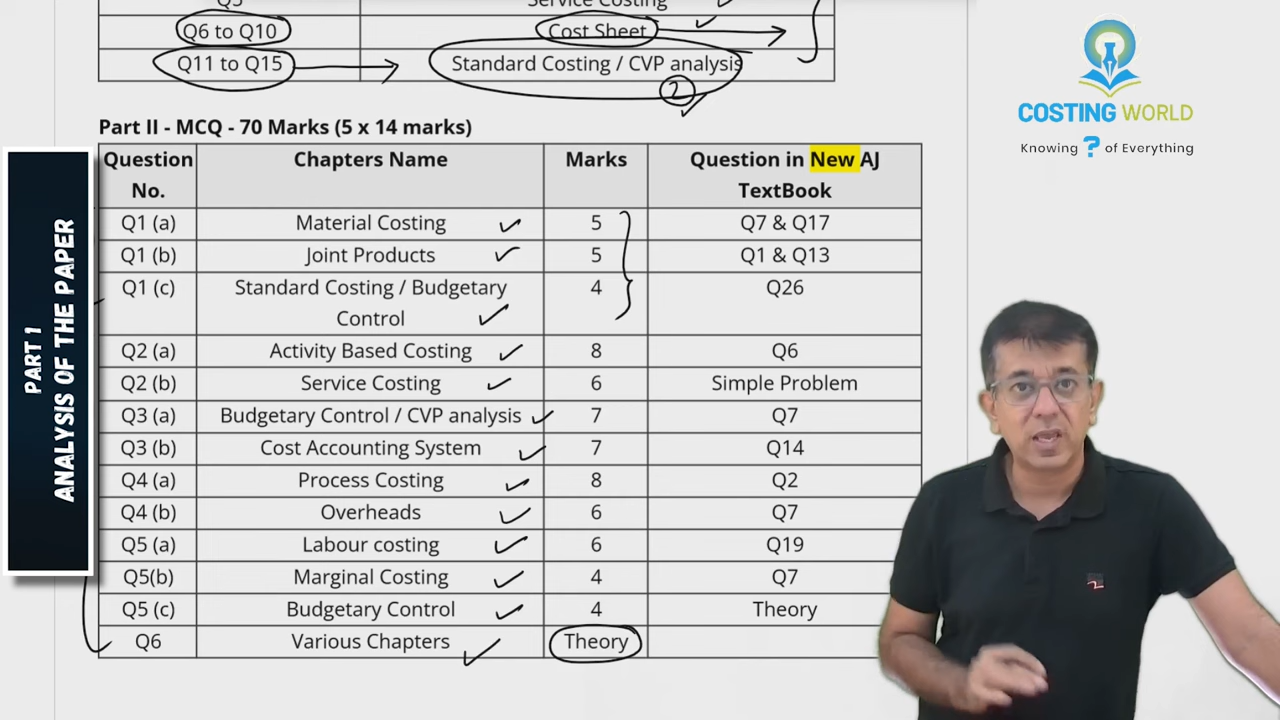 Q5 Service Costing
Q6 to Q10 Cost Sheet
Q11 to Q15 Standard Costing / CVP analysis
2
Part II - MCQ - 70 Marks (5 x 14 marks)
Question No. Chapters Name Marks Question in New AJ TextBook
Q1 (a) Material Costing 5 Q7 & Q17
Q1 (b) Joint Products 5 Q1 & Q13
Q1 (c) Standard Costing / Budgetary Control 4 Q26
Q2 (a) Activity Based Costing 8 Q6
Q2 (b) Service Costing 6 Simple Problem
Q3 (a) Budgetary Control / CVP analysis 7 Q7
Q3 (b) Cost Accounting System 7 Q14
Q4 (a) Process Costing 8 Q2
Q4 (b) Overheads 6 Q7
Q5 (a) Labour costing 6 Q19
Q5(b) Marginal Costing 4 Q7
Q5 (c) Budgetary Control 4 Theory
Q6 Various Chapters Theory
PART 1
ANALYSIS OF THE PAPER
COSTING WORLD
Knowing ? of Everything